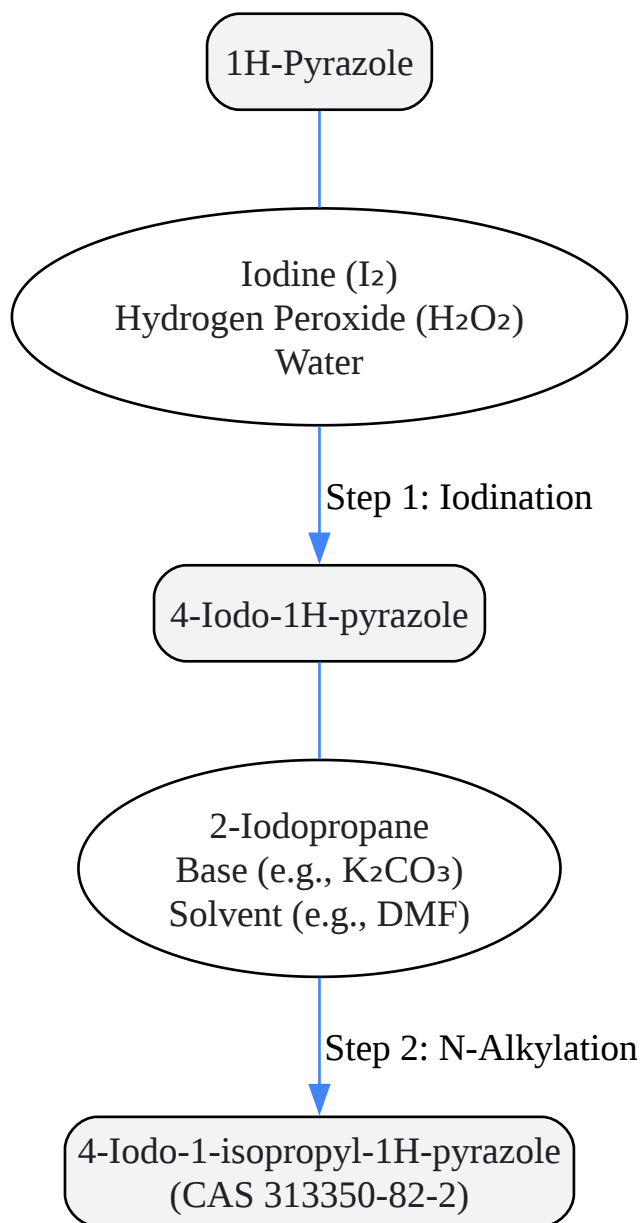 1H-Pyrazole
Iodine (I₂)
Hydrogen Peroxide (H₂O₂)
Water
Step 1: Iodination
4-Iodo-1H-pyrazole
2-Iodopropane
Base (e.g., K₂CO₃)
Solvent (e.g., DMF)
Step 2: N-Alkylation
4-Iodo-1-isopropyl-1H-pyrazole
(CAS 313350-82-2)